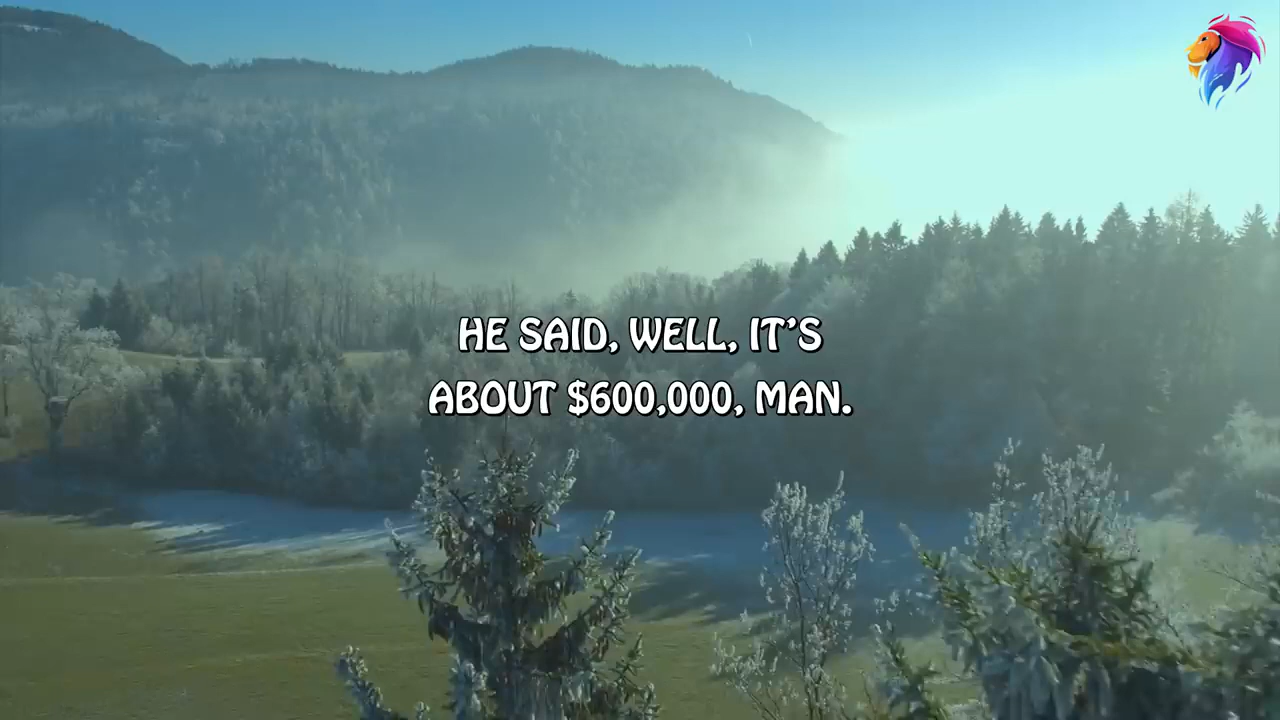 HE SAID, WELL, IT’S
ABOUT $600,000, MAN.